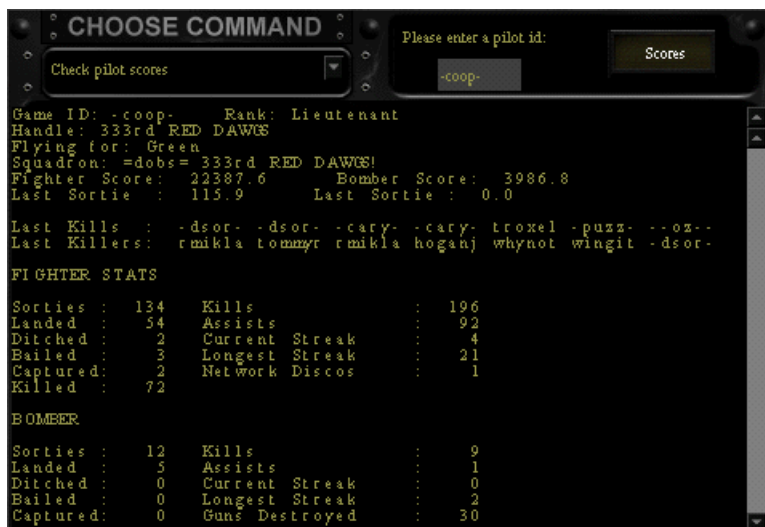 CHOOSE COMMAND
Check pilot scores
Please enter a pilot id:
-coop-
Scores
Game ID: -coop- Rank: Lieutenant
Handle: 333rd RED DAWGS
Flying for: Green
Squadron: =dobs= 333rd RED DAWGS!
Fighter Score: 22387.6 Bomber Score: 3986.8
Last Sortie : 115.9 Last Sortie : 0.0
Last Kills : -dsor- -dsor- -cary- -cary- troxel -puzz- --oz--
Last Killers: rmikla tommyr rmikla hoganj whynot wingit -dsor-
FIGHTER STATS
Sorties : 134 Kills : 196
Landed : 54 Assists : 92
Ditched : 2 Current Streak : 4
Bailed : 3 Longest Streak : 21
Captured: 2 Network Discos : 1
Killed : 72
BOMBER
Sorties : 12 Kills : 9
Landed : 5 Assists : 1
Ditched : 0 Current Streak : 0
Bailed : 0 Longest Streak : 2
Captured: 0 Guns Destroyed : 30